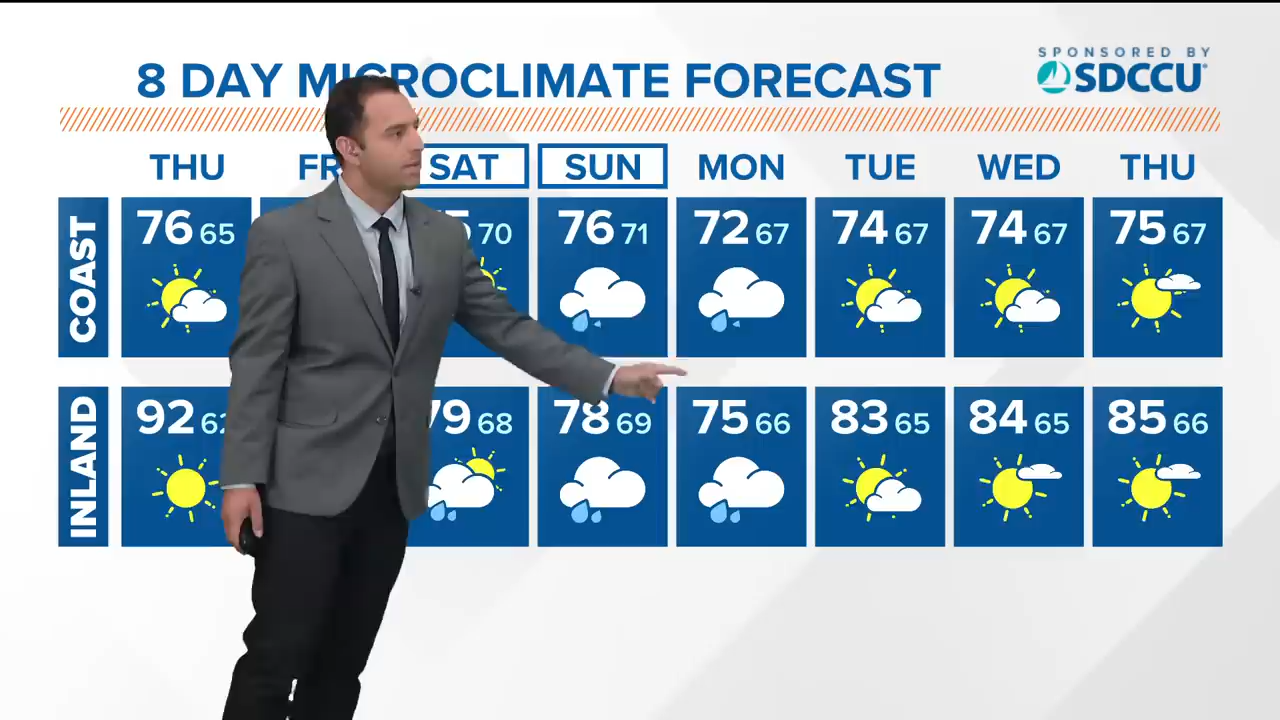 SPONSORED BY
SDCCU
8 DAY MICROCLIMATE FORECAST
THU FR SAT SUN MON TUE WED THU
COAST
76 65 70 76 71 72 67 74 67 74 67 75 67
INLAND
92 62 79 68 78 69 75 66 83 65 84 65 85 66